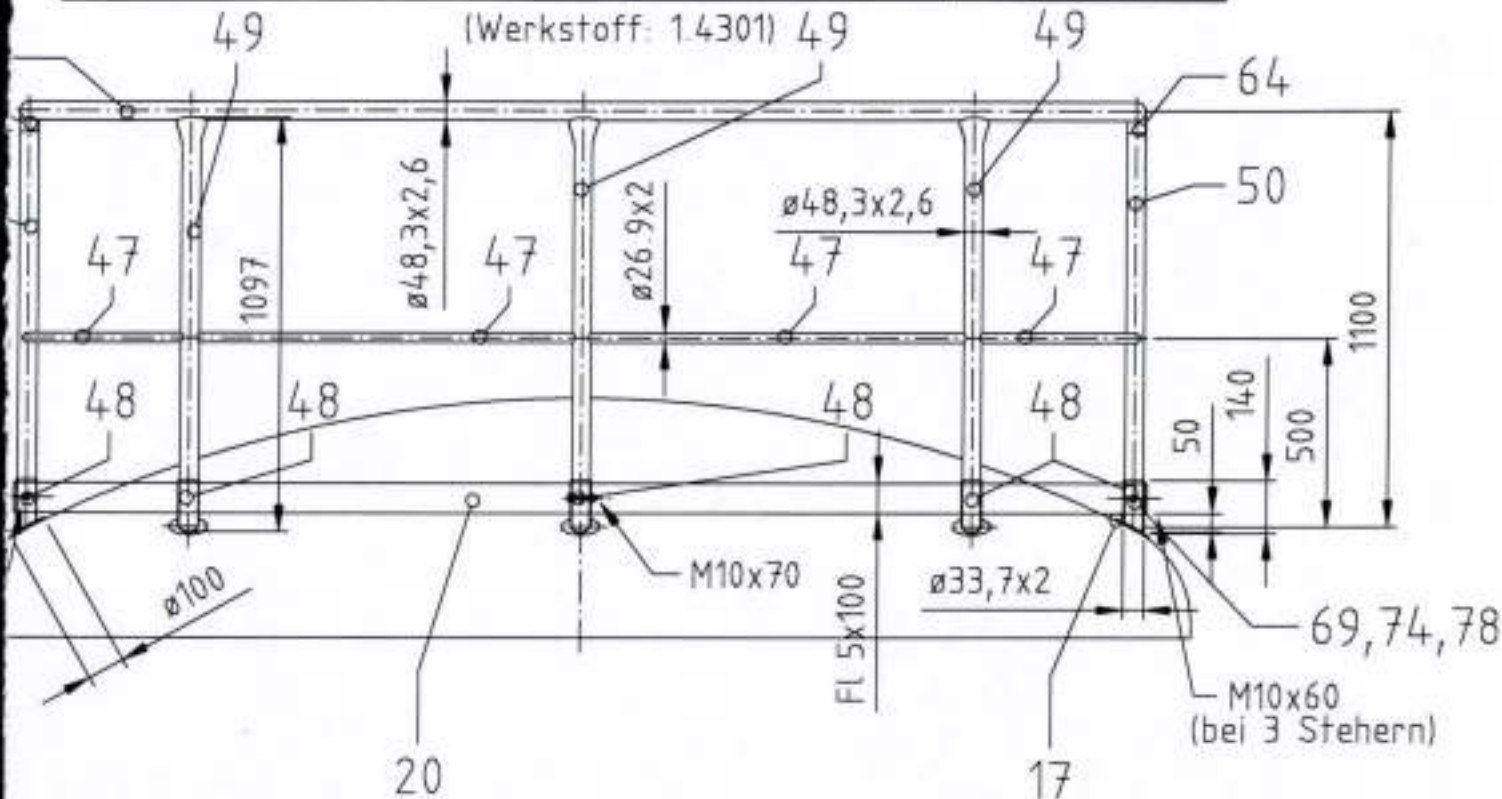 (Werkstoff: 1.4301)
49
49
49
64
50
ø48,3x2,6
ø26.9x2
ø48,3x2,6
47
47
47
47
1097
1100
48
48
48
48
50
140
500
M10x70
ø100
Fl 5x100
ø33,7x2
69,74,78
M10x60
(bei 3 Stehern)
20
17